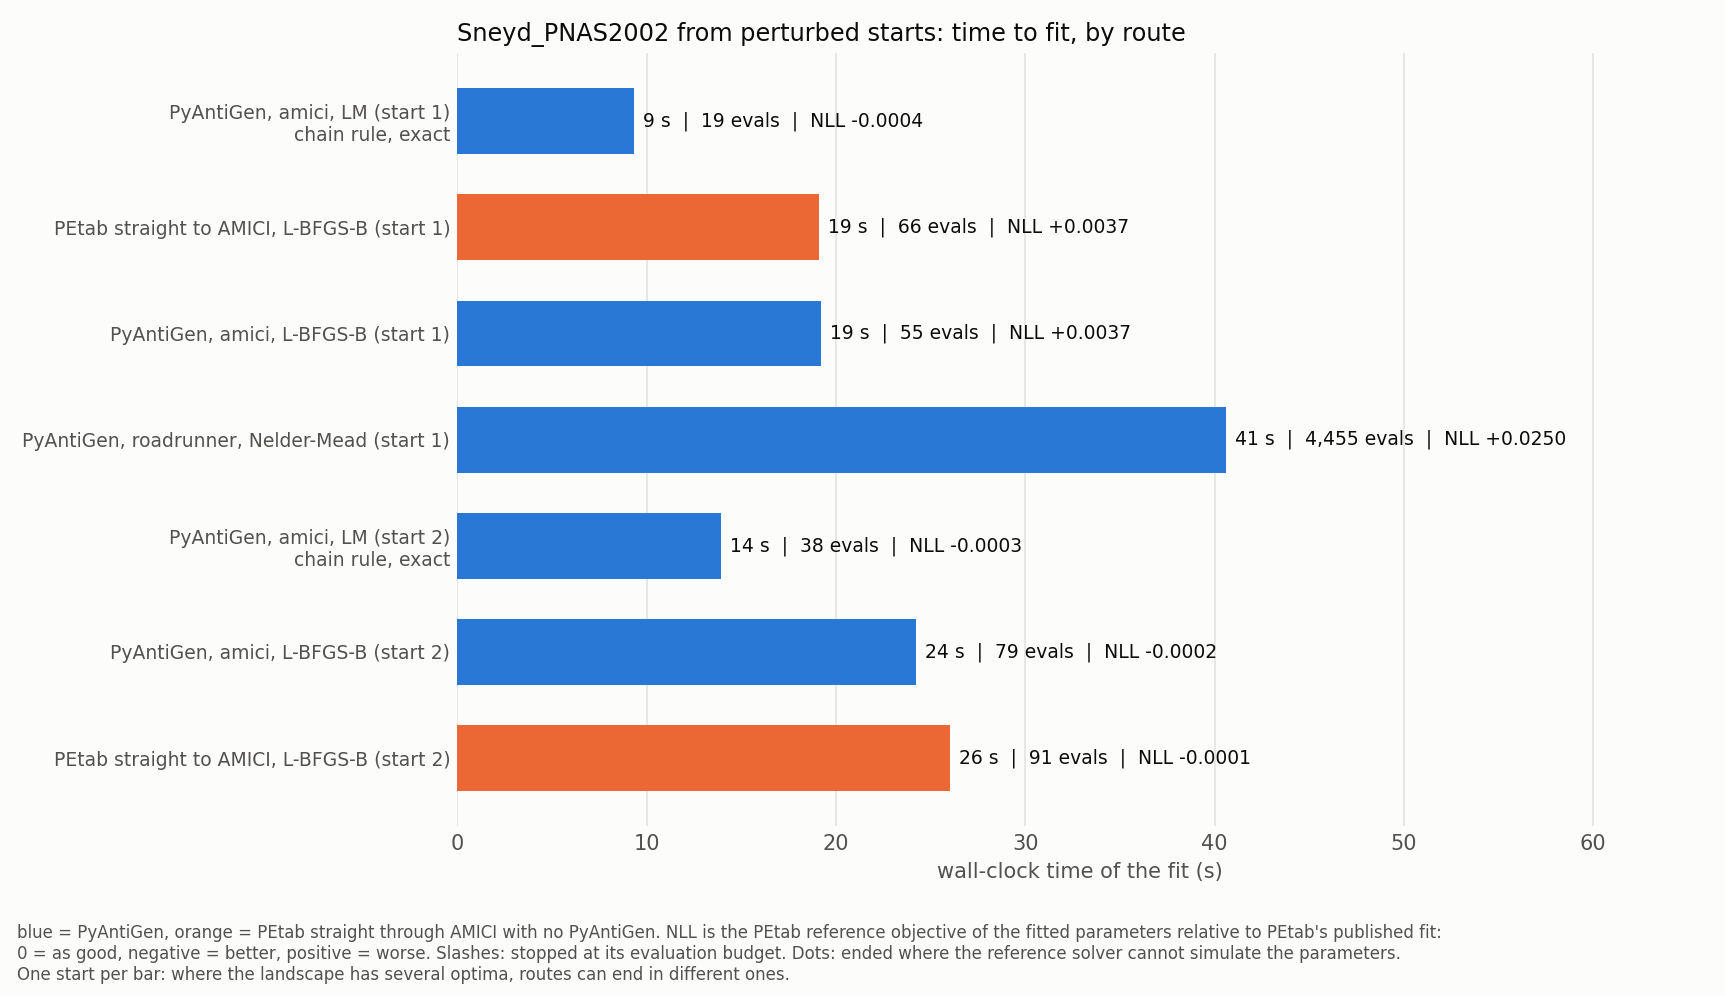 Sneyd_PNAS2002 from perturbed starts: time to fit, by route
PyAntiGen, amici, LM (start 1)
chain rule, exact
9 s | 19 evals | NLL -0.0004
PEtab straight to AMICI, L-BFGS-B (start 1)
19 s | 66 evals | NLL +0.0037
PyAntiGen, amici, L-BFGS-B (start 1)
19 s | 55 evals | NLL +0.0037
PyAntiGen, roadrunner, Nelder-Mead (start 1)
41 s | 4,455 evals | NLL +0.0250
PyAntiGen, amici, LM (start 2)
chain rule, exact
14 s | 38 evals | NLL -0.0003
PyAntiGen, amici, L-BFGS-B (start 2)
24 s | 79 evals | NLL -0.0002
PEtab straight to AMICI, L-BFGS-B (start 2)
26 s | 91 evals | NLL -0.0001
0 10 20 30 40 50 60
wall-clock time of the fit (s)
blue = PyAntiGen, orange = PEtab straight through AMICI with no PyAntiGen. NLL is the PEtab reference objective of the fitted parameters relative to PEtab's published fit:
0 = as good, negative = better, positive = worse. Slashes: stopped at its evaluation budget. Dots: ended where the reference solver cannot simulate the parameters.
One start per bar: where the landscape has several optima, routes can end in different ones.